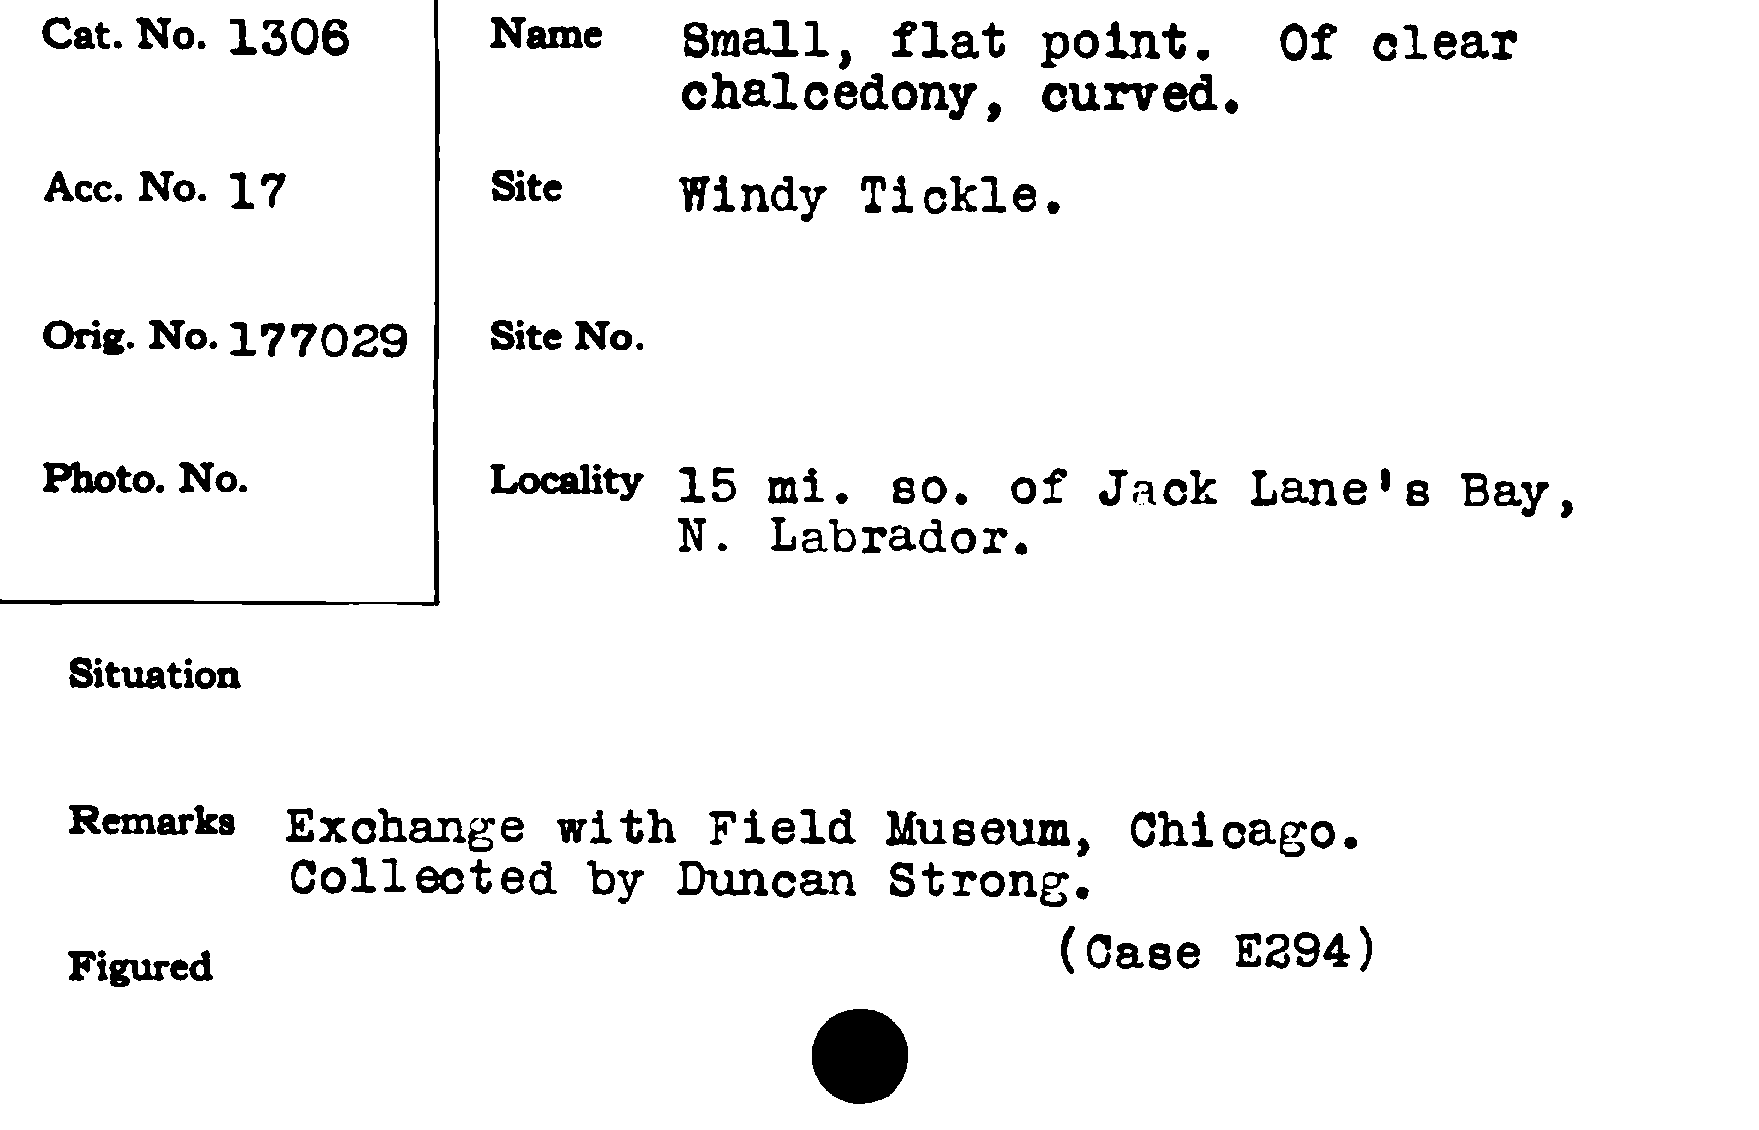 Cat. No. 1306
Acc. No. 17
Orig. No. 177029
Photo. No.
Name Small, flat point. Of clear
chalcedony, curved.
Site Windy Tickle.
Site No.
Locality 15 mi. so. of Jack Lane's Bay,
N. Labrador.
Situation
Remarks Exchange with Field Museum, Chicago.
Collected by Duncan Strong.
(Case E294)
Figured